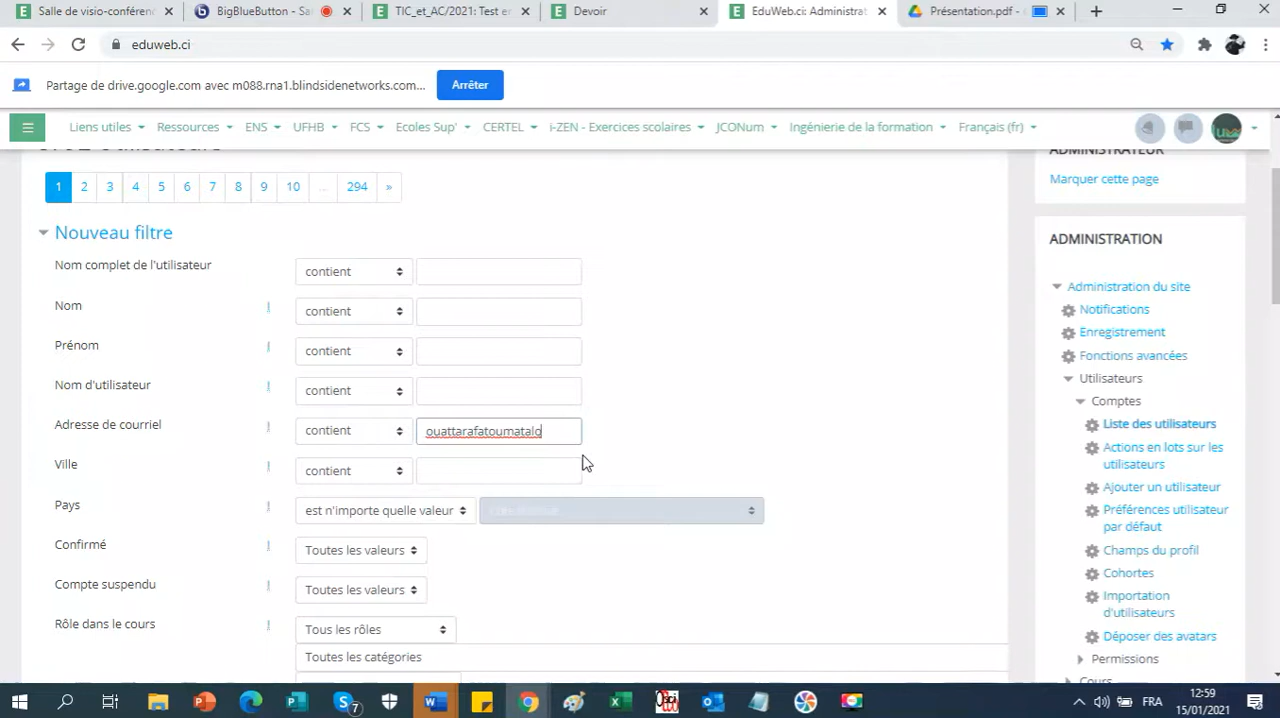 Salle de visio-conféren
BigBlueButton - Sa
TIC_et_AC/2021: Test er
Devoir
EduWeb.ci: Administrat
Présentation.pdf -
eduweb.ci
Partage de drive.google.com avec m088.rna1.blindsidenetworks.com...
Arrêter
Liens utiles Ressources ENS UFHB FCS Ecoles Sup' CERTEL i-ZEN - Exercices scolaires JCONum Ingénierie de la formation Français (fr)
1 2 3 4 5 6 7 8 9 10 ... 294 »
Nouveau filtre
Nom complet de l'utilisateur contient
Nom contient
Prénom contient
Nom d'utilisateur contient
Adresse de courriel contient ouattarafatoumatalo
Ville contient
Pays est n'importe quelle valeur
Confirmé Toutes les valeurs
Compte suspendu Toutes les valeurs
Rôle dans le cours Tous les rôles
Toutes les catégories
ADMINISTRATEUR
Marquer cette page
ADMINISTRATION
Administration du site
Notifications
Enregistrement
Fonctions avancées
Utilisateurs
Comptes
Liste des utilisateurs
Actions en lots sur les
utilisateurs
Ajouter un utilisateur
Préférences utilisateur
par défaut
Champs du profil
Cohortes
Importation
d'utilisateurs
Déposer des avatars
Permissions
Cours
7
FRA
12:59
15/01/2021